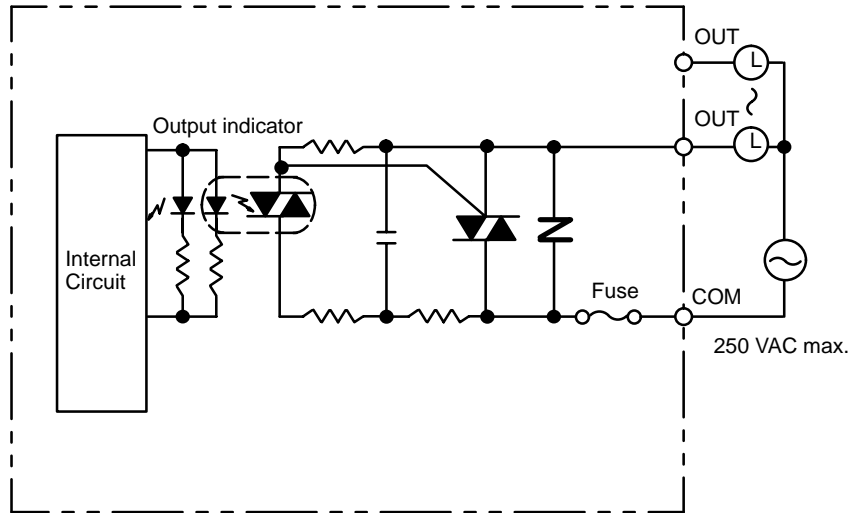 OUT
L
OUT
L
Output indicator
Internal
Circuit
Fuse
COM
250 VAC max.